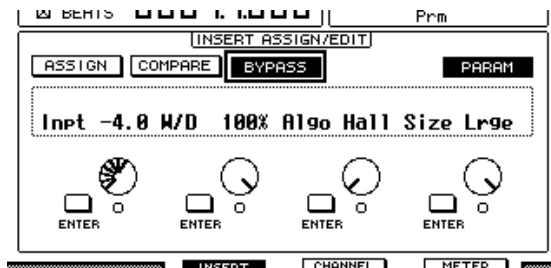 BEATS Prm
INSERT ASSIGN/EDIT
ASSIGN COMPARE BYPASS PARAM
Inpt -4.0 W/D 100% Algo Hall Size Lrge
ENTER ENTER ENTER ENTER
INSERT CHANNEL METER